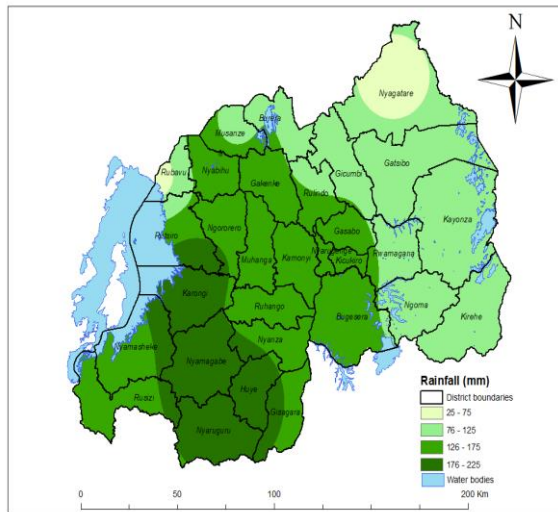 N
Nyagatare
Burera
Musanze
Rubavu
Nyabihu
Gakenke
Rulindo
Gicumbi
Gatsibo
Rutsiro
Ngororero
Gasabo
Kayonza
Muhanga
Kamonyi
Nyarugenge
Kicukiro
Rwamagana
Karongi
Ruhango
Bugesera
Ngoma
Kirehe
Nyamasheke
Nyamagabe
Nyanza
Rusizi
Huye
Gisagara
Nyaruguru
Rainfall (mm)
District boundaries
25 - 75
76 - 125
126 - 175
176 - 225
Water bodies
0 50 100 200 Km